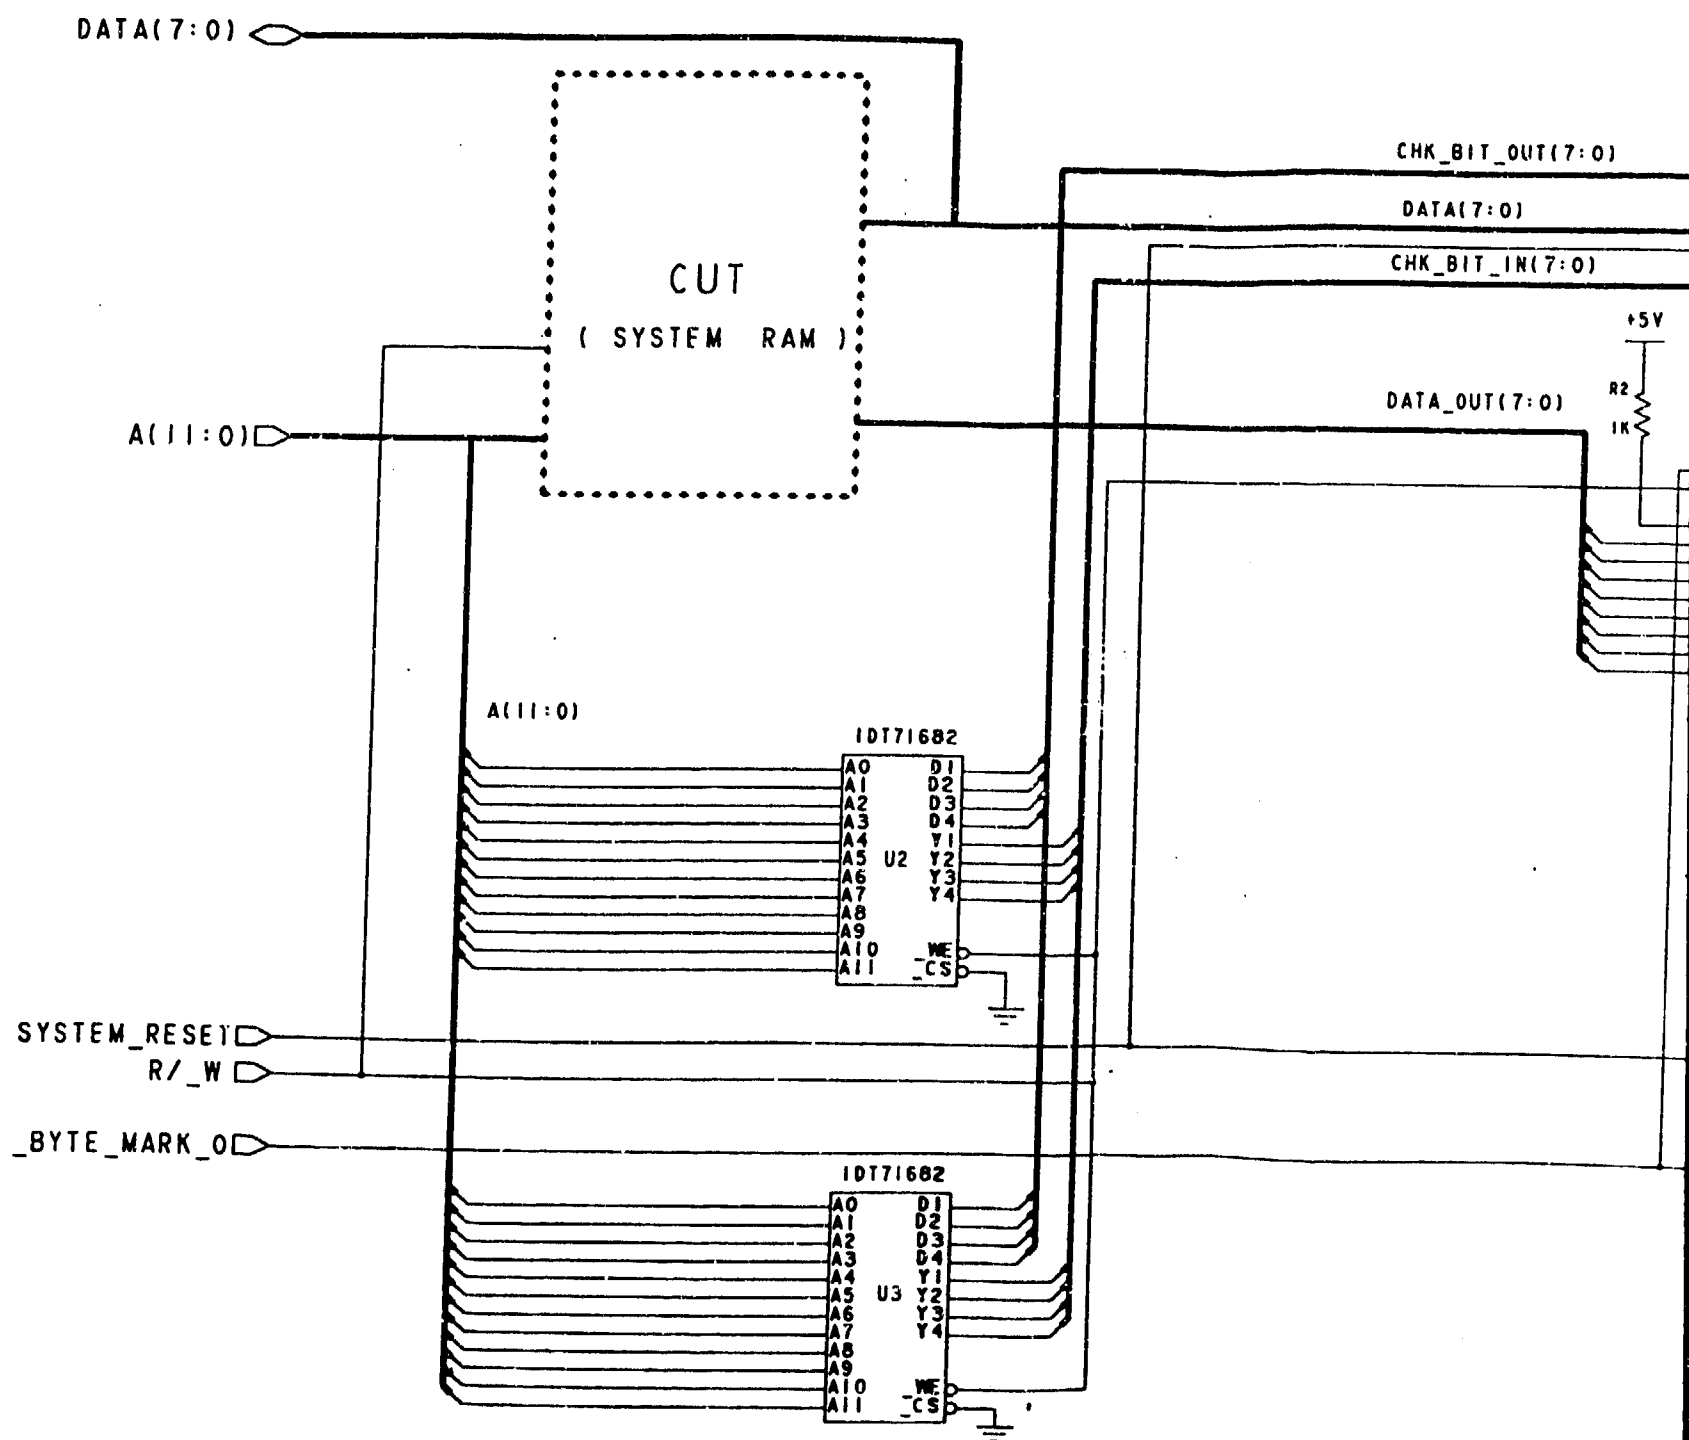 DATA(7:0)
CHK_BIT_OUT(7:0)
DATA(7:0)
CHK_BIT_IN(7:0)
CUT
( SYSTEM RAM )
+5V
R2
1K
DATA_OUT(7:0)
A(11:0)
A(11:0)
IDT71682
A0 D1
A1 D2
A2 D3
A3 D4
A4 Y1
A5 U2 Y2
A6 Y3
A7 Y4
A8
A9
A10 _WE
A11 _CS
SYSTEM_RESET
R/_W
_BYTE_MARK_0
IDT71682
A0 D1
A1 D2
A2 D3
A3 D4
A4 Y1
A5 U3 Y2
A6 Y3
A7 Y4
A8
A9
A10 _WE
A11 _CS